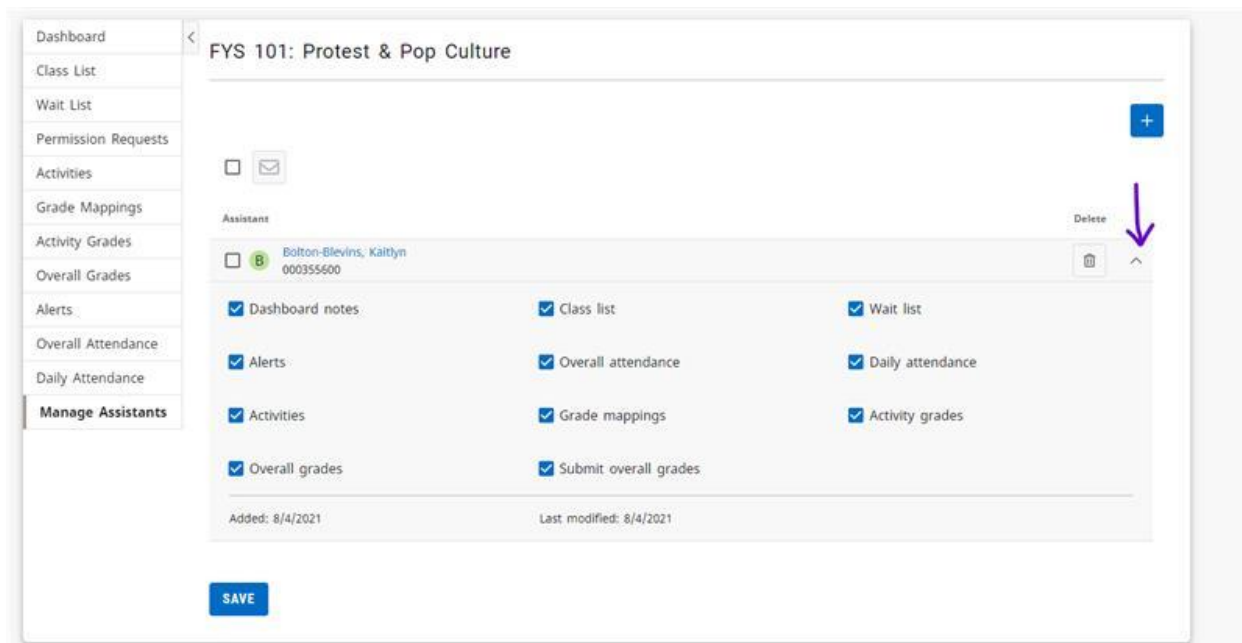 Dashboard
FYS 101: Protest & Pop Culture
Class List
Wait List
Permission Requests
Activities
Grade Mappings
Activity Grades
Overall Grades
Alerts
Overall Attendance
Daily Attendance
Manage Assistants
+
Assistant Delete
B Bolton-Blevins, Kaitlyn
000355600
Dashboard notes Class list Wait list
Alerts Overall attendance Daily attendance
Activities Grade mappings Activity grades
Overall grades Submit overall grades
Added: 8/4/2021 Last modified: 8/4/2021
SAVE